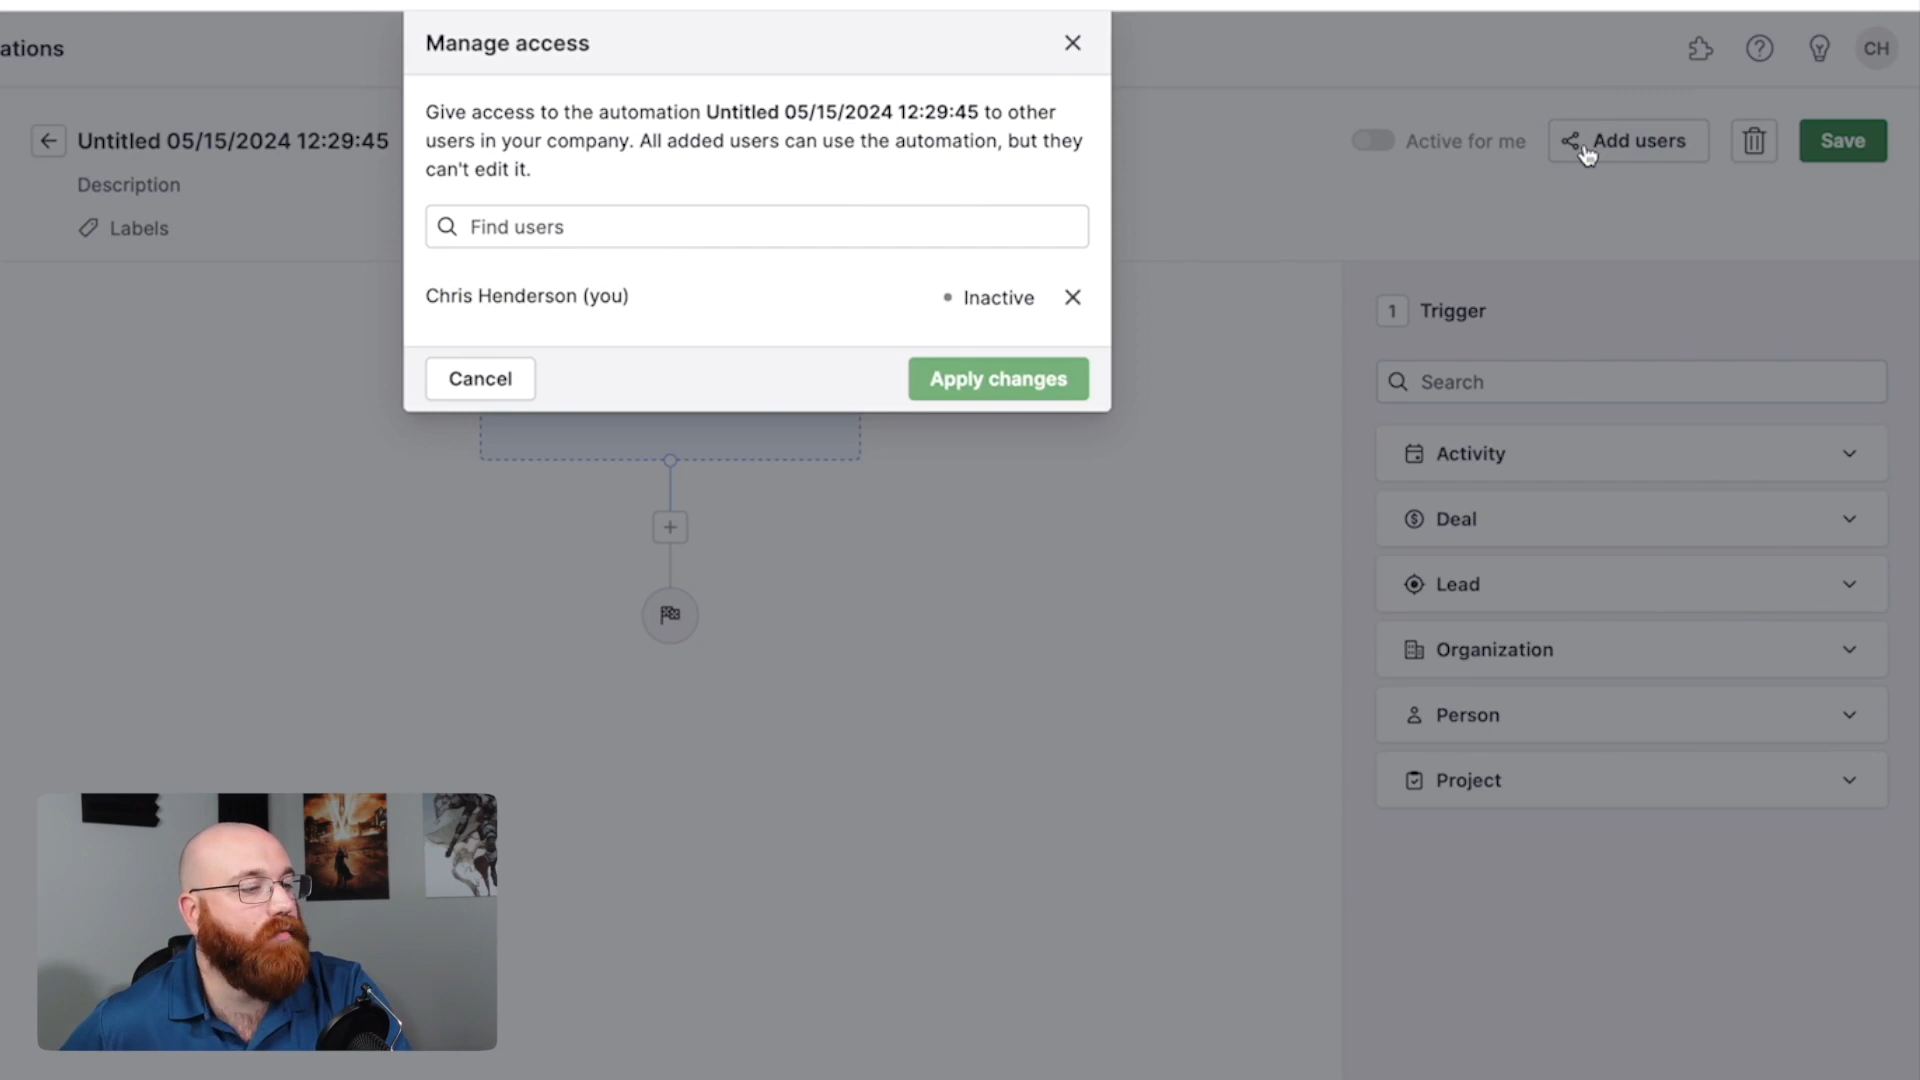 ations
CH
Untitled 05/15/2024 12:29:45
Description
Labels
Active for me
Add users
Save
Manage access
Give access to the automation Untitled 05/15/2024 12:29:45 to other
users in your company. All added users can use the automation, but they
can't edit it.
Find users
Chris Henderson (you)
Inactive
Cancel
Apply changes
1 Trigger
Search
Activity
Deal
Lead
Organization
Person
Project